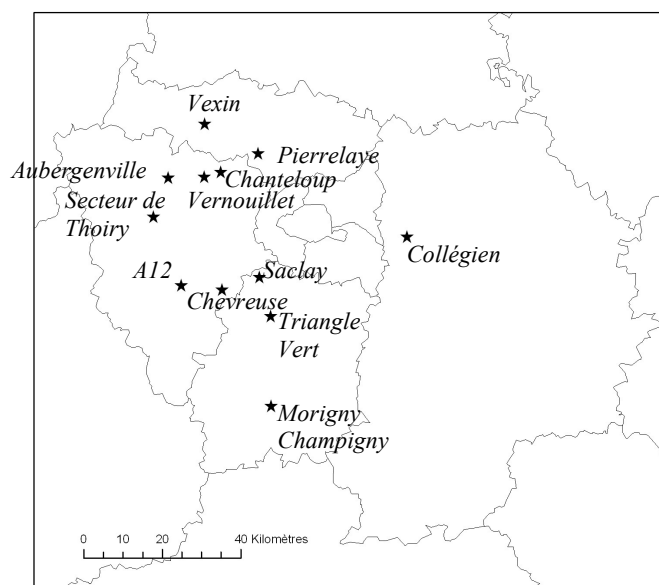 Vexin
Pierrelaye
Aubergenville
Chanteloup
Secteur de
Thoiry
Vernouillet
Collégien
A12
Saclay
Chevreuse
Triangle
Vert
Morigny
Champigny
0 10 20 40 Kilomètres